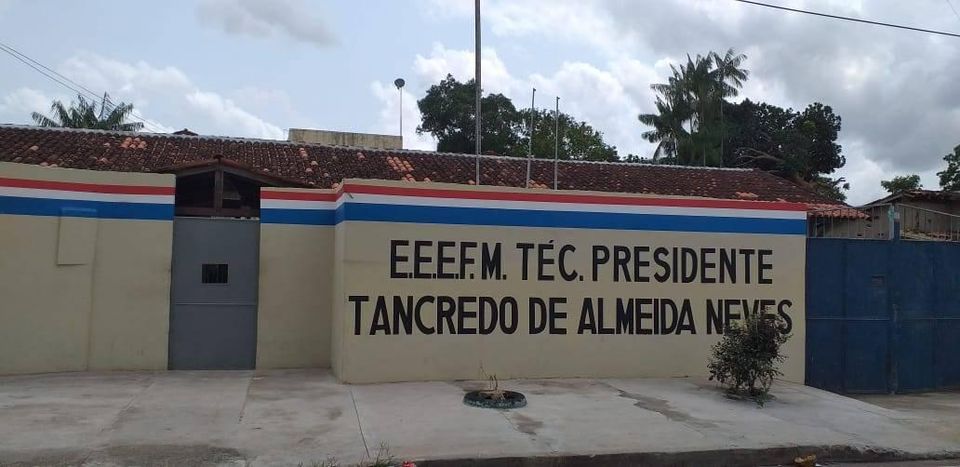 E.E.E.F.M. TÉC. PRESIDENTE
TANCREDO DE ALMEIDA NEVES